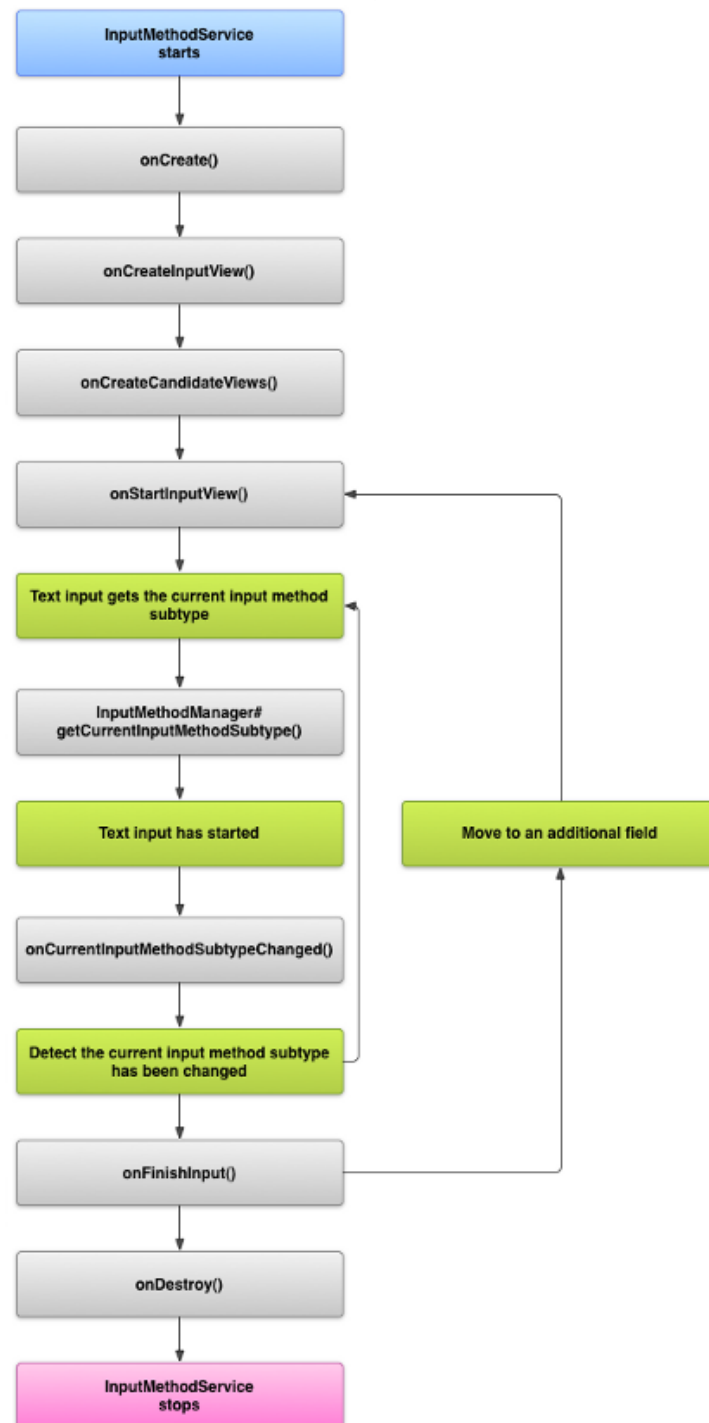 InputMethodService
starts
onCreate()
onCreateInputView()
onCreateCandidateViews()
onStartInputView()
Text input gets the current input method
subtype
InputMethodManager#
getCurrentInputMethodSubtype()
Text input has started
Move to an additional field
onCurrentInputMethodSubtypeChanged()
Detect the current input method subtype
has been changed
onFinishInput()
onDestroy()
InputMethodService
stops